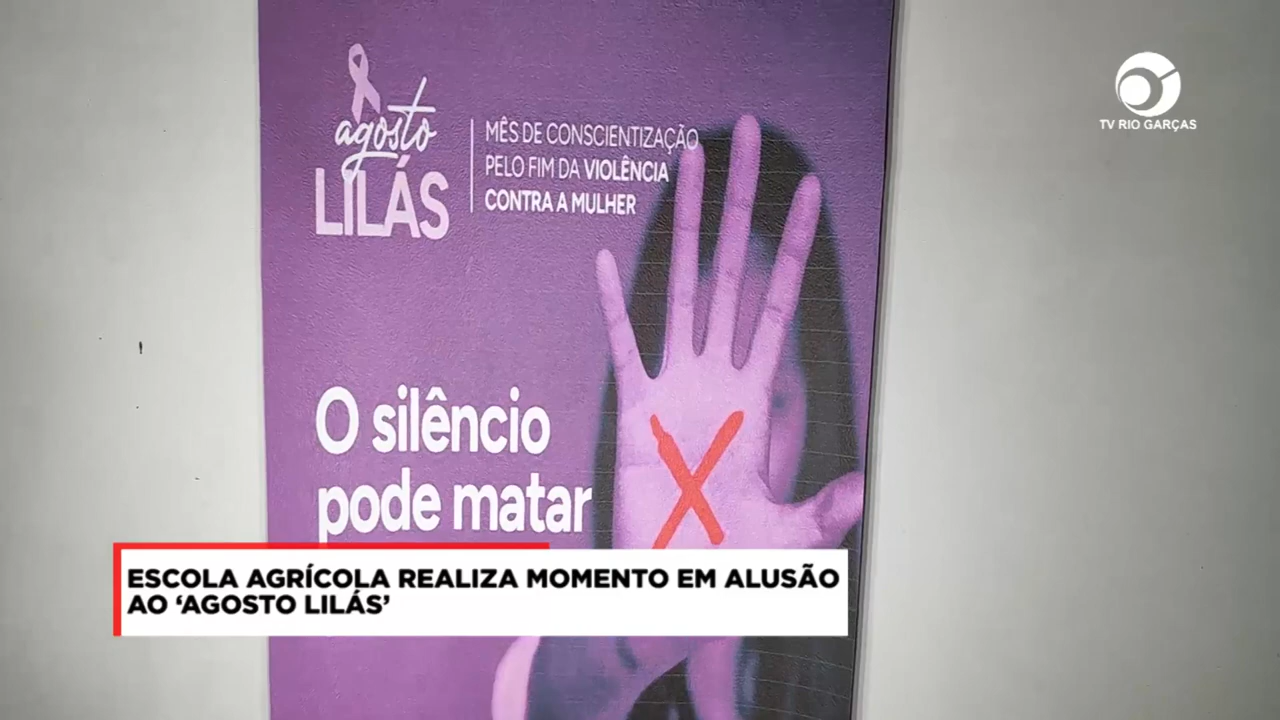 agosto
LILÁS
MÊS DE CONSCIENTIZAÇÃO
PELO FIM DA VIOLÊNCIA
CONTRA A MULHER
TV RIO GARÇAS
O silêncio
pode matar
ESCOLA AGRÍCOLA REALIZA MOMENTO EM ALUSÃO
AO ‘AGOSTO LILÁS’